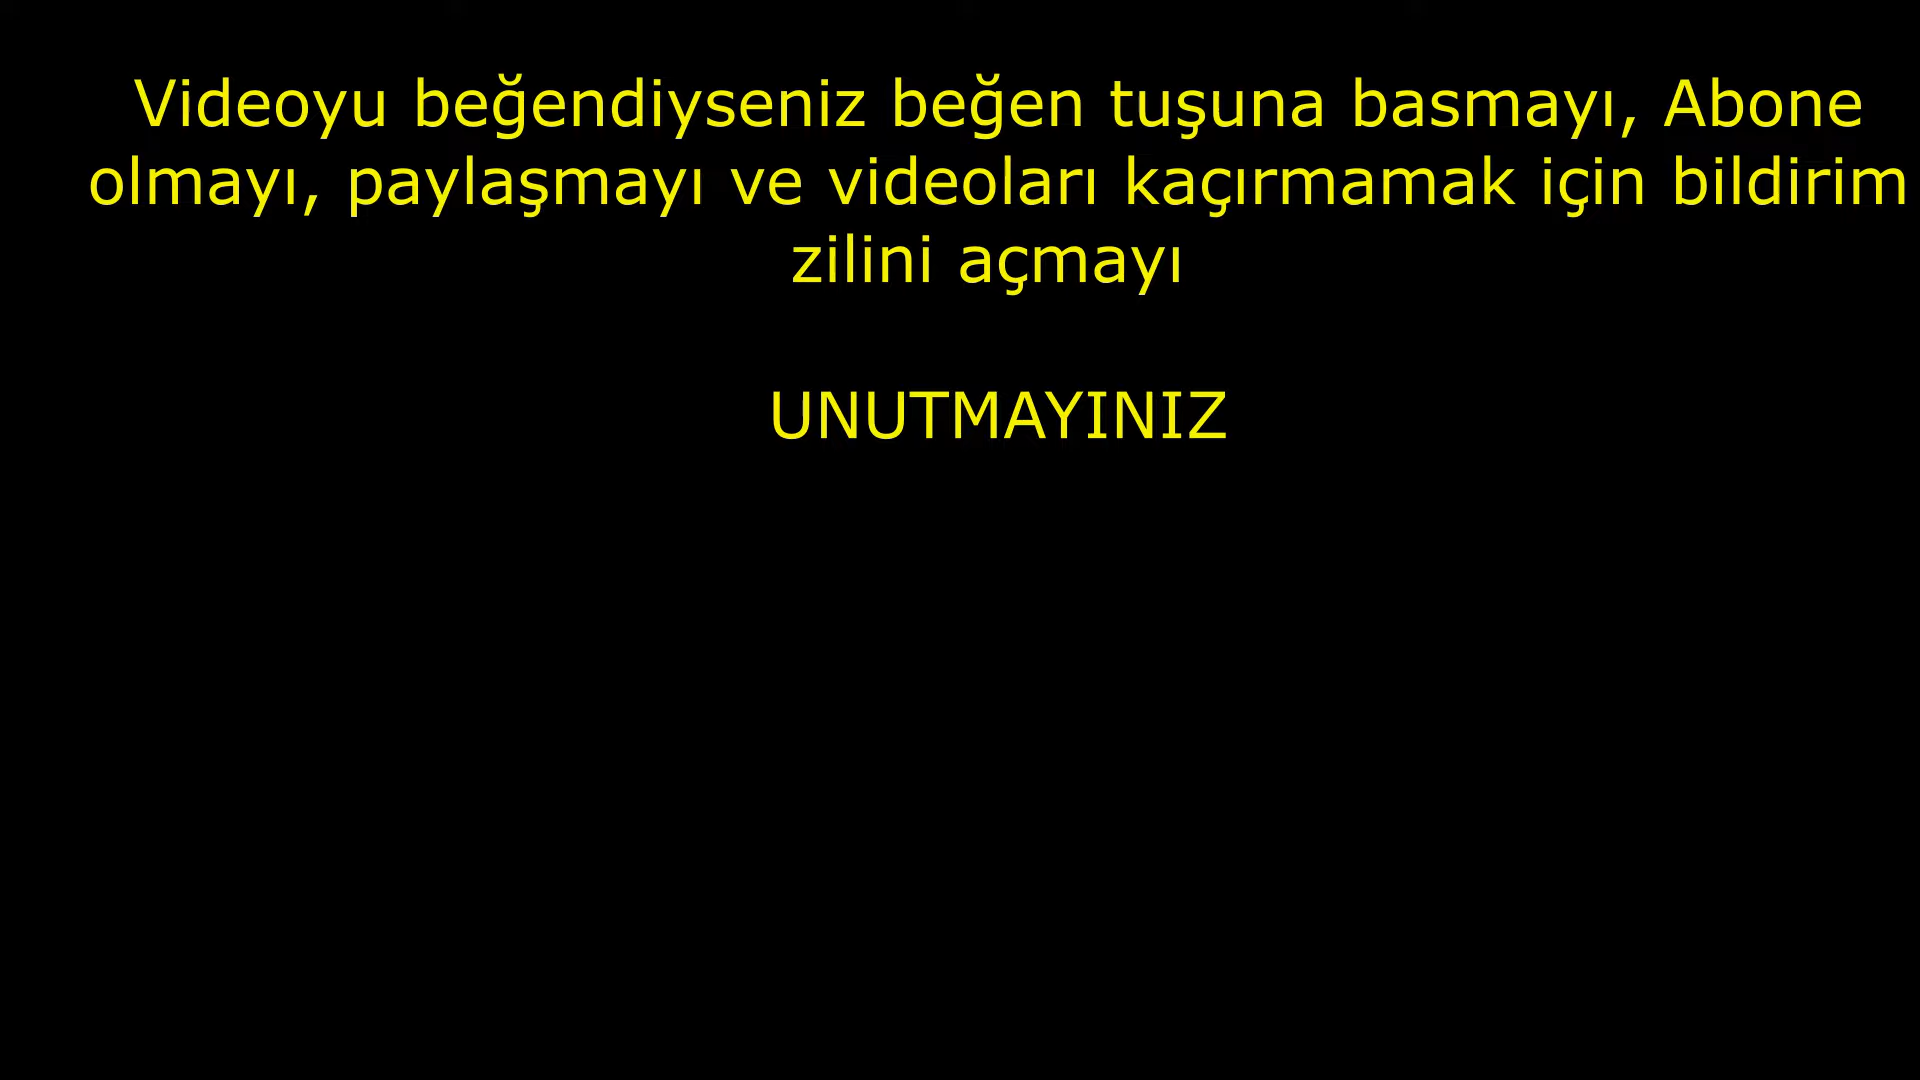 Videoyu beğendiyseniz beğen tuşuna basmayı, Abone
olmayı, paylaşmayı ve videoları kaçırmamak için bildirim
zilini açmayı
UNUTMAYINIZ